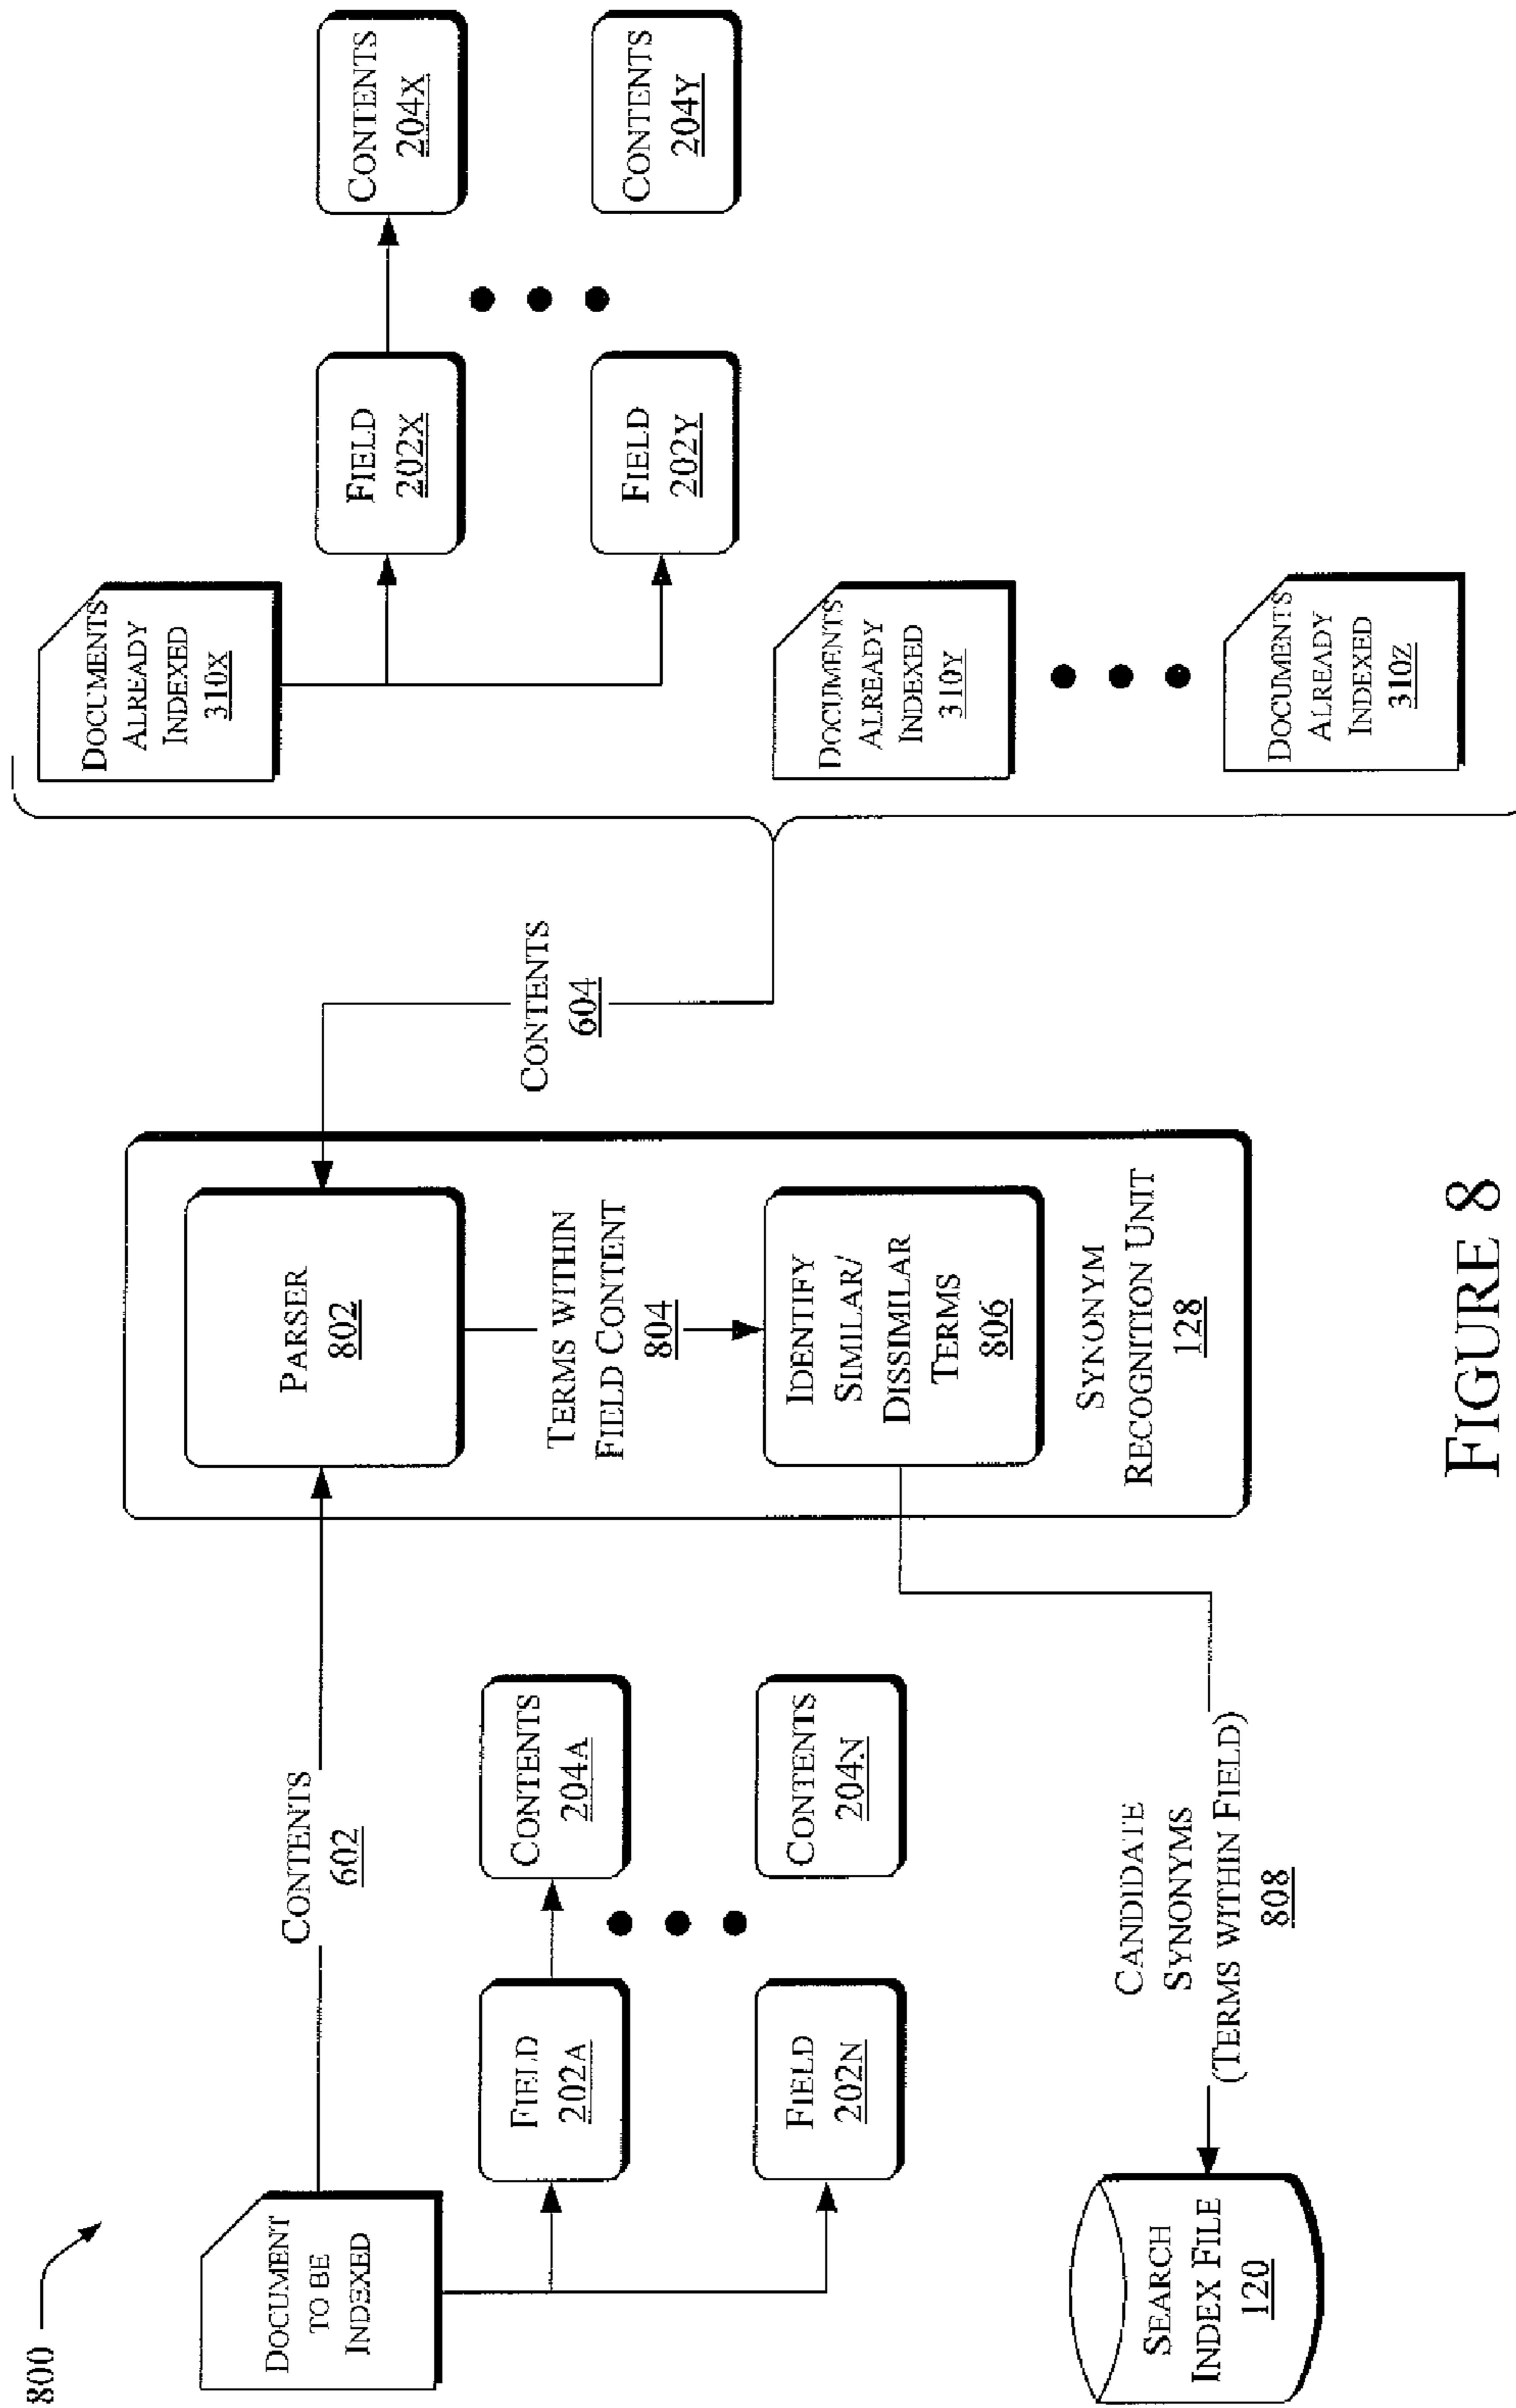 800
DOCUMENT
TO BE
INDEXED
CONTENTS
602
FIELD
202A
CONTENTS
204A
FIELD
202N
CONTENTS
204N
SEARCH
INDEX FILE
120
CANDIDATE
SYNONYMS
(TERMS WITHIN FIELD)
808
PARSER
802
TERMS WITHIN
FIELD CONTENT
804
IDENTIFY
SIMILAR/
DISSIMILAR
TERMS
806
SYNONYM
RECOGNITION UNIT
128
CONTENTS
604
DOCUMENTS
ALREADY
INDEXED
310X
FIELD
202X
CONTENTS
204X
FIELD
202Y
CONTENTS
204Y
DOCUMENTS
ALREADY
INDEXED
310Y
DOCUMENTS
ALREADY
INDEXED
310Z
FIGURE 8